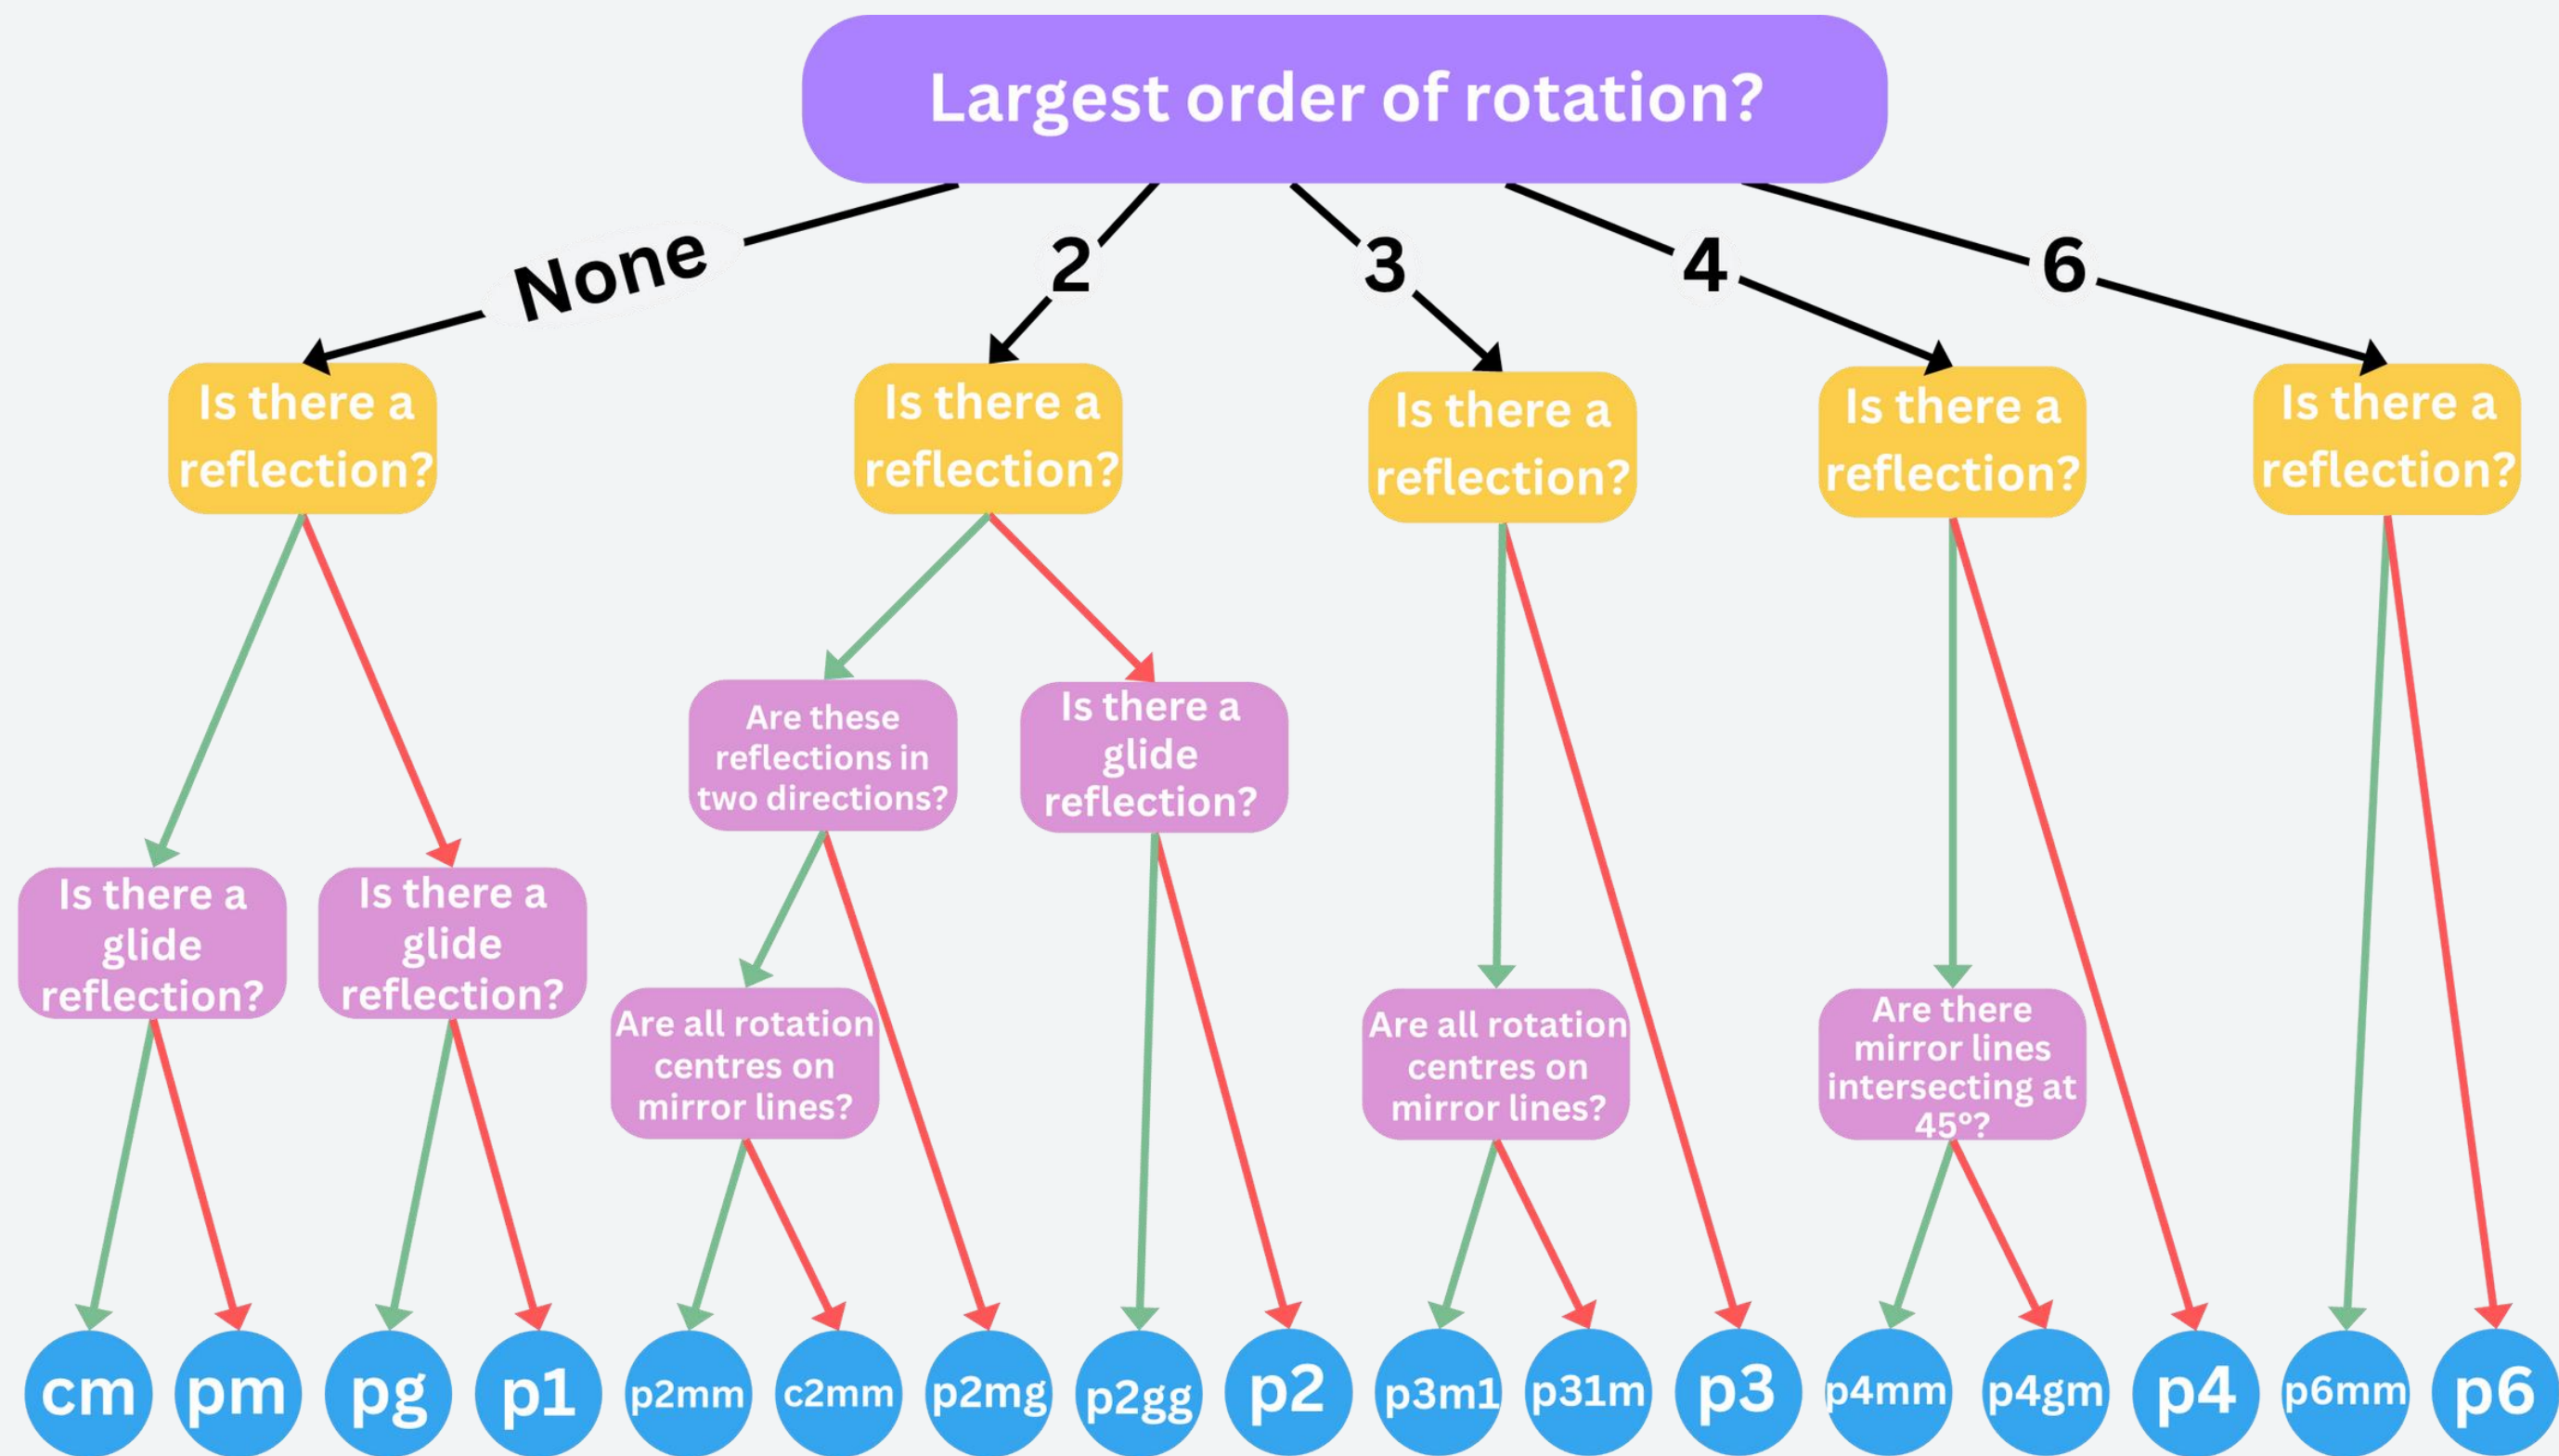 Largest order of rotation?
None
2
3
4
6
Is there a
reflection?
Is there a
reflection?
Is there a
reflection?
Is there a
reflection?
Is there a
reflection?
Are these
reflections in
two directions?
Is there a
glide
reflection?
Is there a
glide
reflection?
Is there a
glide
reflection?
Are all rotation
centres on
mirror lines?
Are all rotation
centres on
mirror lines?
Are there
mirror lines
intersecting at
45º?
cm
pm
pg
p1
p2mm
c2mm
p2mg
p2gg
p2
p3m1
p31m
p3
p4mm
p4gm
p4
p6mm
p6